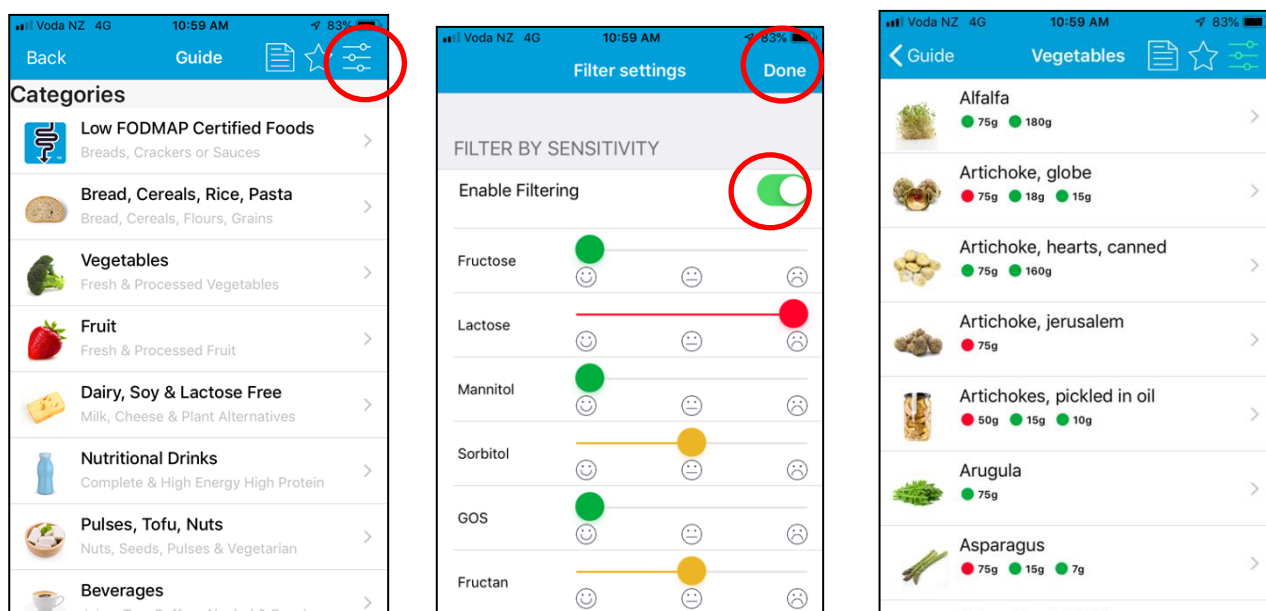 Voda NZ 4G 10:59 AM 83%
Back Guide
Categories
Low FODMAP Certified Foods
Breads, Crackers or Sauces
Bread, Cereals, Rice, Pasta
Bread, Cereals, Flours, Grains
Vegetables
Fresh & Processed Vegetables
Fruit
Fresh & Processed Fruit
Dairy, Soy & Lactose Free
Milk, Cheese & Plant Alternatives
Nutritional Drinks
Complete & High Energy High Protein
Pulses, Tofu, Nuts
Nuts, Seeds, Pulses & Vegetarian
Beverages
Voda NZ 4G 10:59 AM 83%
Filter settings Done
FILTER BY SENSITIVITY
Enable Filtering
Fructose
Lactose
Mannitol
Sorbitol
GOS
Fructan
Voda NZ 4G 10:59 AM 83%
Guide Vegetables
Alfalfa
75g 180g
Artichoke, globe
75g 18g 15g
Artichoke, hearts, canned
75g 160g
Artichoke, jerusalem
75g
Artichokes, pickled in oil
50g 15g 10g
Arugula
75g
Asparagus
75g 15g 7g